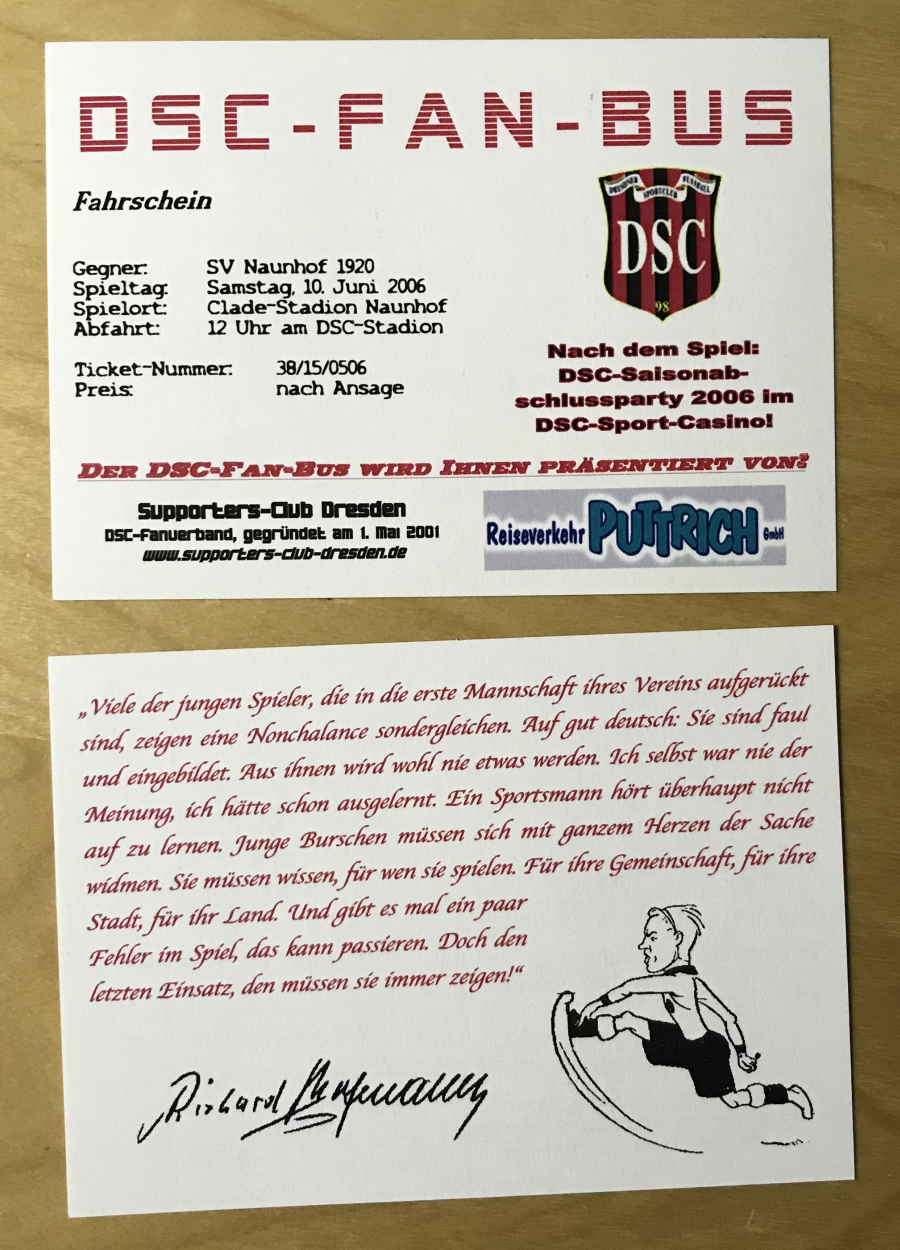 DSC-FAN-BUS
Fahrschein
DRESDNER SPORTCLUB FUSSBALL
DSC
98
Gegner: SV Naunhof 1920
Spieltag: Samstag, 10. Juni 2006
Spielort: Clade-Stadion Naunhof
Abfahrt: 12 Uhr am DSC-Stadion
Ticket-Nummer: 38/15/0506
Preis: nach Ansage
Nach dem Spiel:
DSC-Saisonab-
schlussparty 2006 im
DSC-Sport-Casino!
DER DSC-FAN-BUS WIRD IHNEN PRÄSENTIERT VON:
Supporters-Club Dresden
DSC-Fanverband, gegründet am 1. Mai 2001
www.supporters-club-dresden.de
Reiseverkehr PUTTRICH GmbH
„Viele der jungen Spieler, die in die erste Mannschaft ihres Vereins aufgerückt
sind, zeigen eine Nonchalance sondergleichen. Auf gut deutsch: Sie sind faul
und eingebildet. Aus ihnen wird wohl nie etwas werden. Ich selbst war nie der
Meinung, ich hätte schon ausgelernt. Ein Sportsmann hört überhaupt nicht
auf zu lernen. Junge Burschen müssen sich mit ganzem Herzen der Sache
widmen. Sie müssen wissen, für wen sie spielen. Für ihre Gemeinschaft, für ihre
Stadt, für ihr Land. Und gibt es mal ein paar
Fehler im Spiel, das kann passieren. Doch den
letzten Einsatz, den müssen sie immer zeigen!“
Richard Hofmann